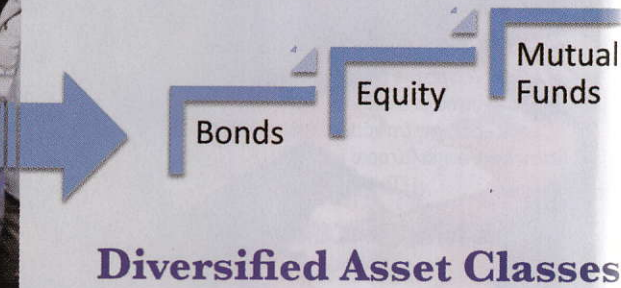 Mutual
Funds
Equity
Bonds
Diversified Asset Classes